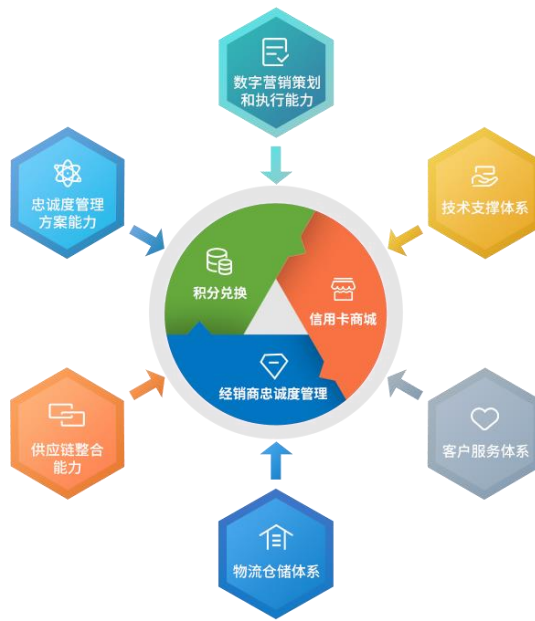 数字营销策划
和执行能力
忠诚度管理
方案能力
技术支撑体系
积分兑换
信用卡商城
经销商忠诚度管理
供应链整合
能力
客户服务体系
物流仓储体系